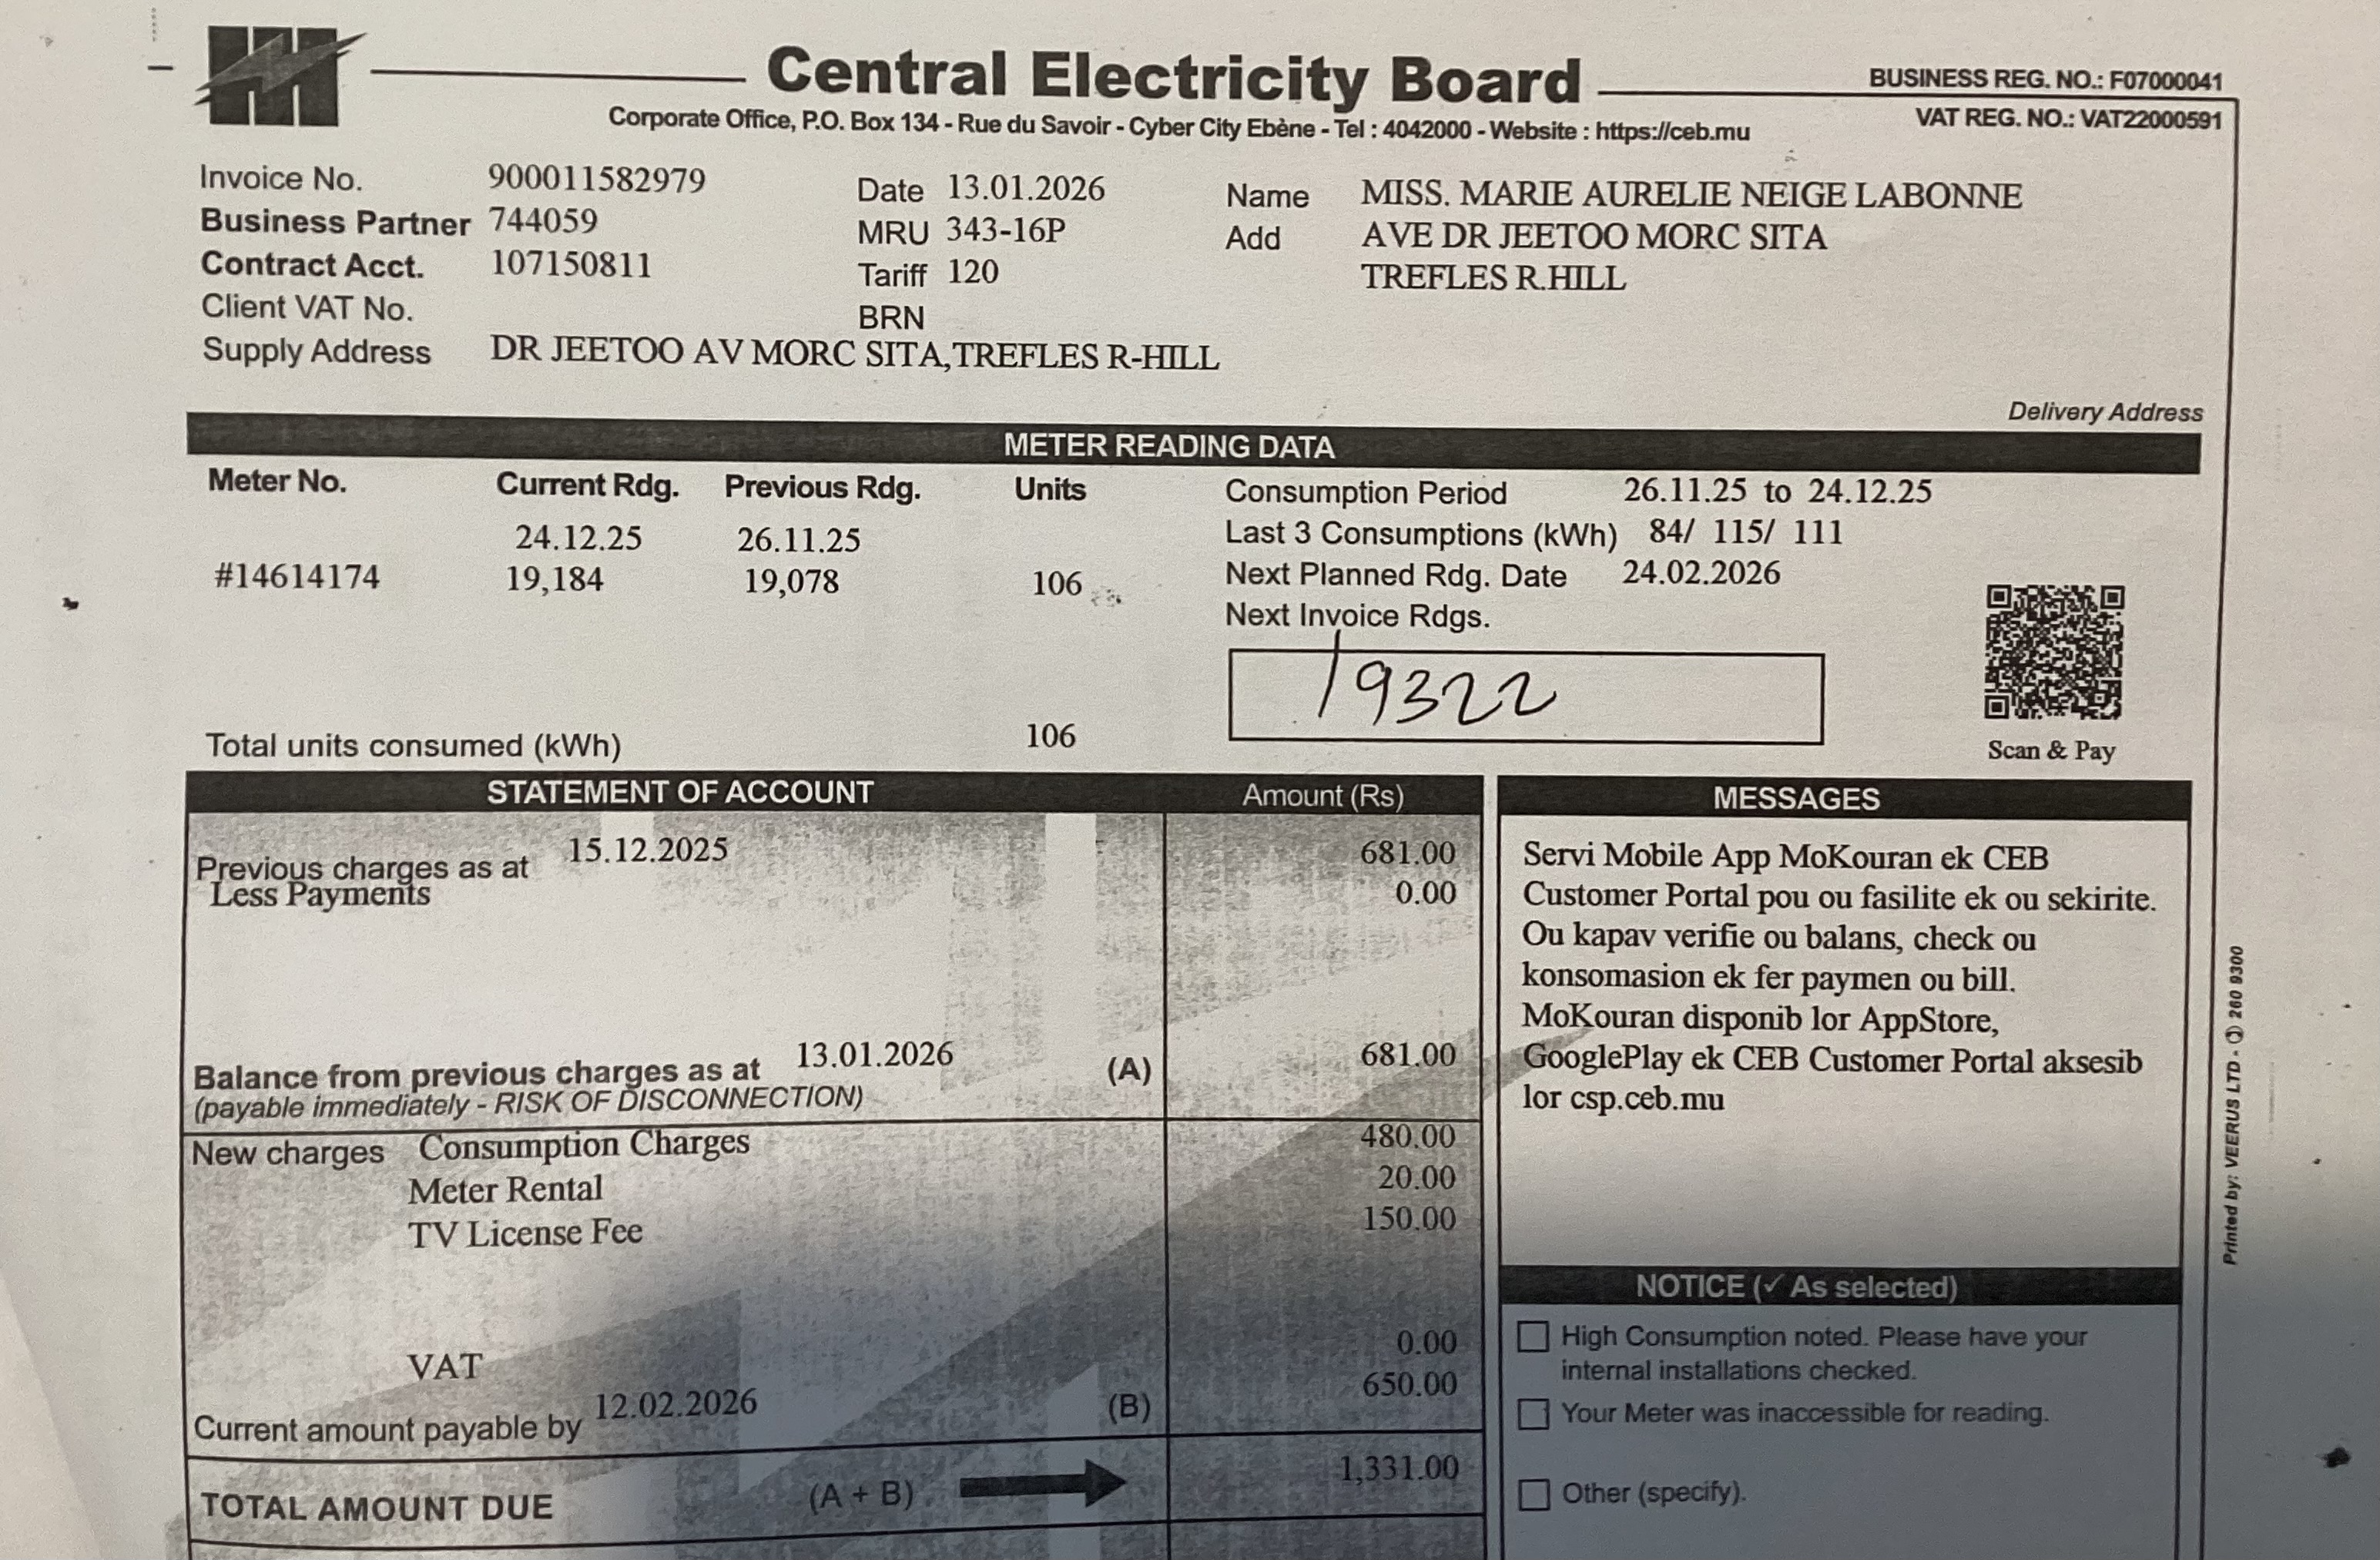 Central Electricity Board
BUSINESS REG. NO.: F07000041
Corporate Office, P.O. Box 134 - Rue du Savoir - Cyber City Ebène - Tel : 4042000 - Website : https://ceb.mu
VAT REG. NO.: VAT22000591
Invoice No. 900011582979
Business Partner 744059
Contract Acct. 107150811
Client VAT No.
Supply Address DR JEETOO AV MORC SITA,TREFLES R-HILL
Date 13.01.2026
MRU 343-16P
Tariff 120
BRN
Name MISS. MARIE AURELIE NEIGE LABONNE
Add AVE DR JEETOO MORC SITA
TREFLES R.HILL
Delivery Address
METER READING DATA
Meter No. Current Rdg. Previous Rdg. Units
24.12.25 26.11.25
#14614174 19,184 19,078 106
Total units consumed (kWh) 106
Consumption Period 26.11.25 to 24.12.25
Last 3 Consumptions (kWh) 84/ 115/ 111
Next Planned Rdg. Date 24.02.2026
Next Invoice Rdgs.
19322
Scan & Pay
STATEMENT OF ACCOUNT Amount (Rs)
Previous charges as at 15.12.2025 681.00
Less Payments 0.00
Balance from previous charges as at 13.01.2026 (A) 681.00
(payable immediately - RISK OF DISCONNECTION)
New charges Consumption Charges 480.00
Meter Rental 20.00
TV License Fee 150.00
VAT 0.00
Current amount payable by 12.02.2026 (B) 650.00
TOTAL AMOUNT DUE (A + B) 1,331.00
MESSAGES
Servi Mobile App MoKouran ek CEB
Customer Portal pou ou fasilite ek ou sekirite.
Ou kapav verifie ou balans, check ou
konsomasion ek fer paymen ou bill.
MoKouran disponib lor AppStore,
GooglePlay ek CEB Customer Portal aksesib
lor csp.ceb.mu
NOTICE (✓ As selected)
High Consumption noted. Please have your
internal installations checked.
Your Meter was inaccessible for reading.
Other (specify).
Printed by: VEERUS LTD - ✆ 260 9300